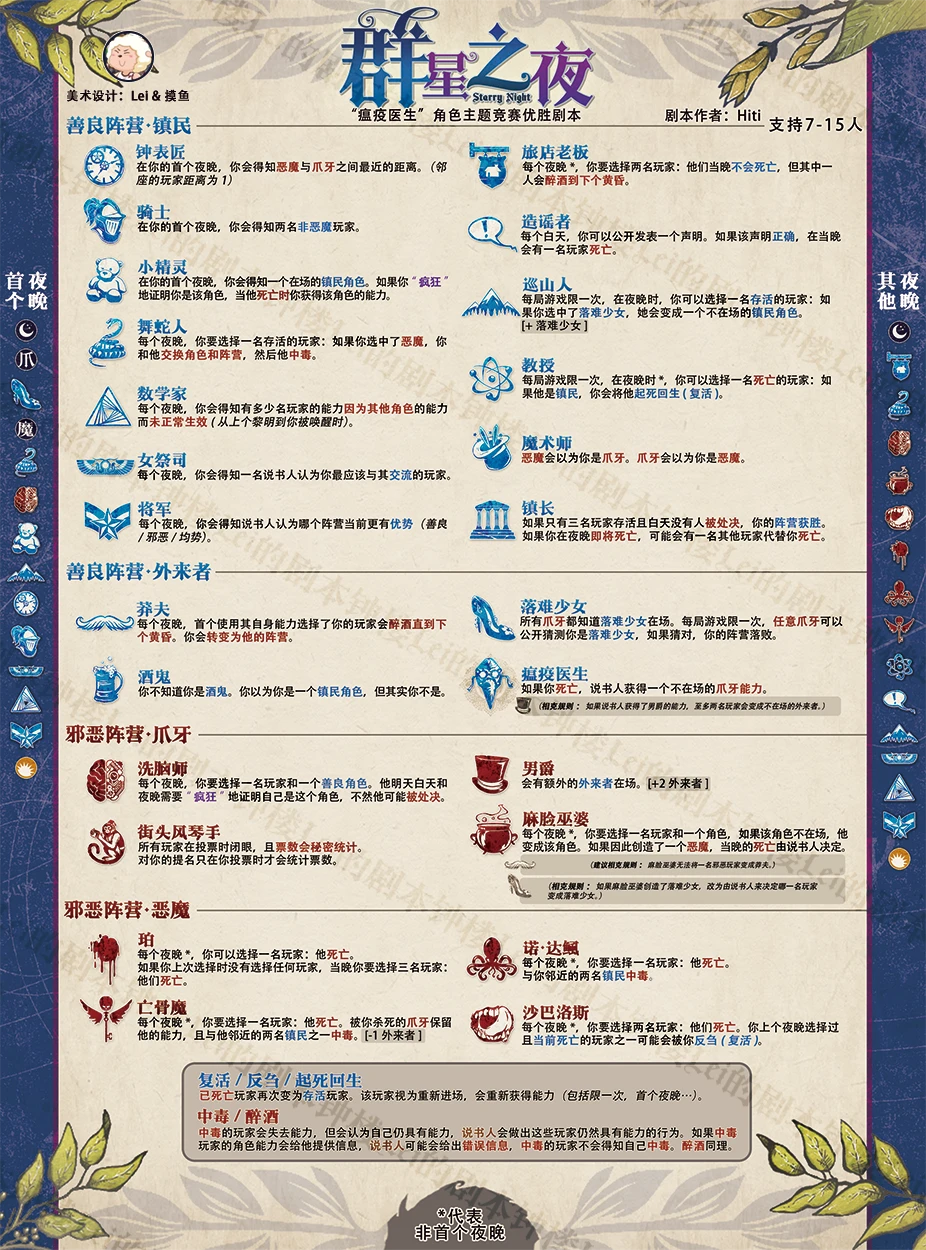 群星之夜
Starry Night
“瘟疫医生”角色主题竞赛优胜剧本
美术设计：Lei & 摸鱼
剧本作者：Hiti
支持7-15人
善良阵营·镇民
钟表匠
在你的首个夜晚，你会得知恶魔与爪牙之间最近的距离。（邻
座的玩家距离为 1）
骑士
在你的首个夜晚，你会得知两名非恶魔玩家。
小精灵
在你的首个夜晚，你会得知一个在场的镇民角色。如果你“疯狂”
地证明你是该角色，当他死亡时你获得该角色的能力。
舞蛇人
每个夜晚，你要选择一名存活的玩家：如果你选中了恶魔，你
和他交换角色和阵营，然后他中毒。
数学家
每个夜晚，你会得知有多少名玩家的能力因为其他角色的能力
而未正常生效（从上个黎明到你被唤醒时）。
女祭司
每个夜晚，你会得知一名说书人认为你最应该与其交流的玩家。
将军
每个夜晚，你会得知说书人认为哪个阵营当前更有优势（善良
/ 邪恶 / 均势）。
旅店老板
每个夜晚 *，你要选择两名玩家：他们当晚不会死亡，但其中一
人会醉酒到下个黄昏。
造谣者
每个白天，你可以公开发表一个声明。如果该声明正确，在当晚
会有一名玩家死亡。
巡山人
每局游戏限一次，在夜晚时，你可以选择一名存活的玩家：如
果你选中了落难少女，她会变成一个不在场的镇民角色。
[+ 落难少女 ]
教授
每局游戏限一次，在夜晚时 *，你可以选择一名死亡的玩家：如
果他是镇民，你会将他起死回生 ( 复活 )。
魔术师
恶魔会以为你是爪牙。爪牙会以为你是恶魔。
镇长
如果只有三名玩家存活且白天没有人被处决，你的阵营获胜。
如果你在夜晚即将死亡，可能会有一名其他玩家代替你死亡。
善良阵营·外来者
莽夫
每个夜晚，首个使用其自身能力选择了你的玩家会醉酒直到下
个黄昏。你会转变为他的阵营。
酒鬼
你不知道你是酒鬼。你以为你是一个镇民角色，但其实你不是。
落难少女
所有爪牙都知道落难少女在场。每局游戏限一次，任意爪牙可以
公开猜测你是落难少女，如果猜对，你的阵营落败。
瘟疫医生
如果你死亡，说书人获得一个不在场的爪牙能力。
（相克规则： 如果说书人获得了男爵的能力，至多两名玩家会变成不在场的外来者。）
邪恶阵营·爪牙
洗脑师
每个夜晚，你要选择一名玩家和一个善良角色。他明天白天和
夜晚需要“疯狂”地证明自己是这个角色，不然他可能被处决。
街头风琴手
所有玩家在投票时闭眼，且票数会秘密统计。
对你的提名只在你投票时才会统计票数。
男爵
会有额外的外来者在场。[+2 外来者 ]
麻脸巫婆
每个夜晚 *，你要选择一名玩家和一个角色，如果该角色不在场，他
变成该角色。如果因此创造了一个恶魔，当晚的死亡由说书人决定。
（建议相克规则： 麻脸巫婆无法将一名邪恶玩家变成莽夫。）
（相克规则： 如果麻脸巫婆创造了落难少女，改为由说书人来决定哪一名玩家
变成落难少女。）
邪恶阵营·恶魔
珀
每个夜晚 *，你可以选择一名玩家：他死亡。
如果你上次选择时没有选择任何玩家，当晚你要选择三名玩家：
他们死亡。
亡骨魔
每个夜晚 *，你要选择一名玩家：他死亡。被你杀死的爪牙保留
他的能力，且与他邻近的两名镇民之一中毒。[-1 外来者 ]
诺·达鲺
每个夜晚 *，你要选择一名玩家：他死亡。
与你邻近的两名镇民中毒。
沙巴洛斯
每个夜晚 *，你要选择两名玩家：他们死亡。你上个夜晚选择过
且当前死亡的玩家之一可能会被你反刍 ( 复活 )。
复活 / 反刍 / 起死回生
已死亡玩家再次变为存活玩家。该玩家视为重新进场，会重新获得能力（包括限一次，首个夜晚…）。
中毒 / 醉酒
中毒的玩家会失去能力，但会认为自己仍具有能力，说书人会做出这些玩家仍然具有能力的行为。如果中毒
玩家的角色能力会给他提供信息，说书人可能会给出错误信息，中毒的玩家不会得知自己中毒。醉酒同理。
*代表
非首个夜晚
首个夜晚
爪
魔
其他夜晚